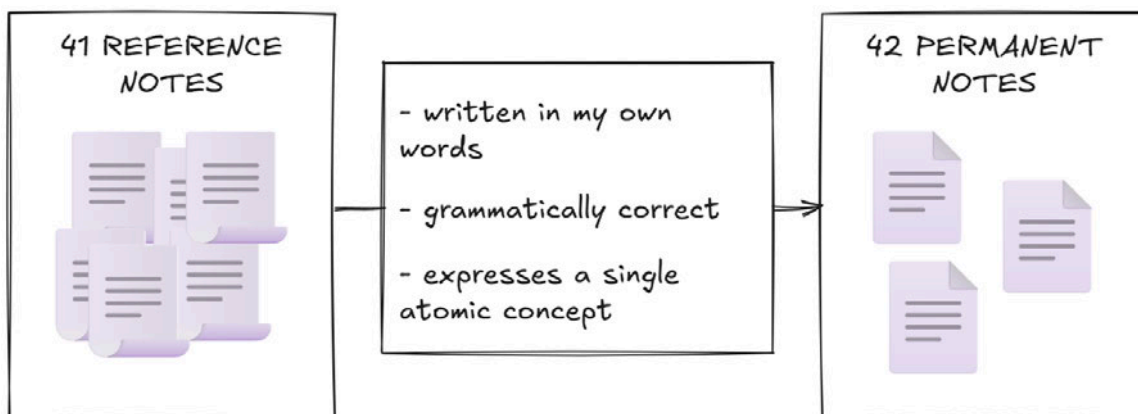 41 REFERENCE
NOTES
- written in my own
words
- grammatically correct
- expresses a single
atomic concept
42 PERMANENT
NOTES